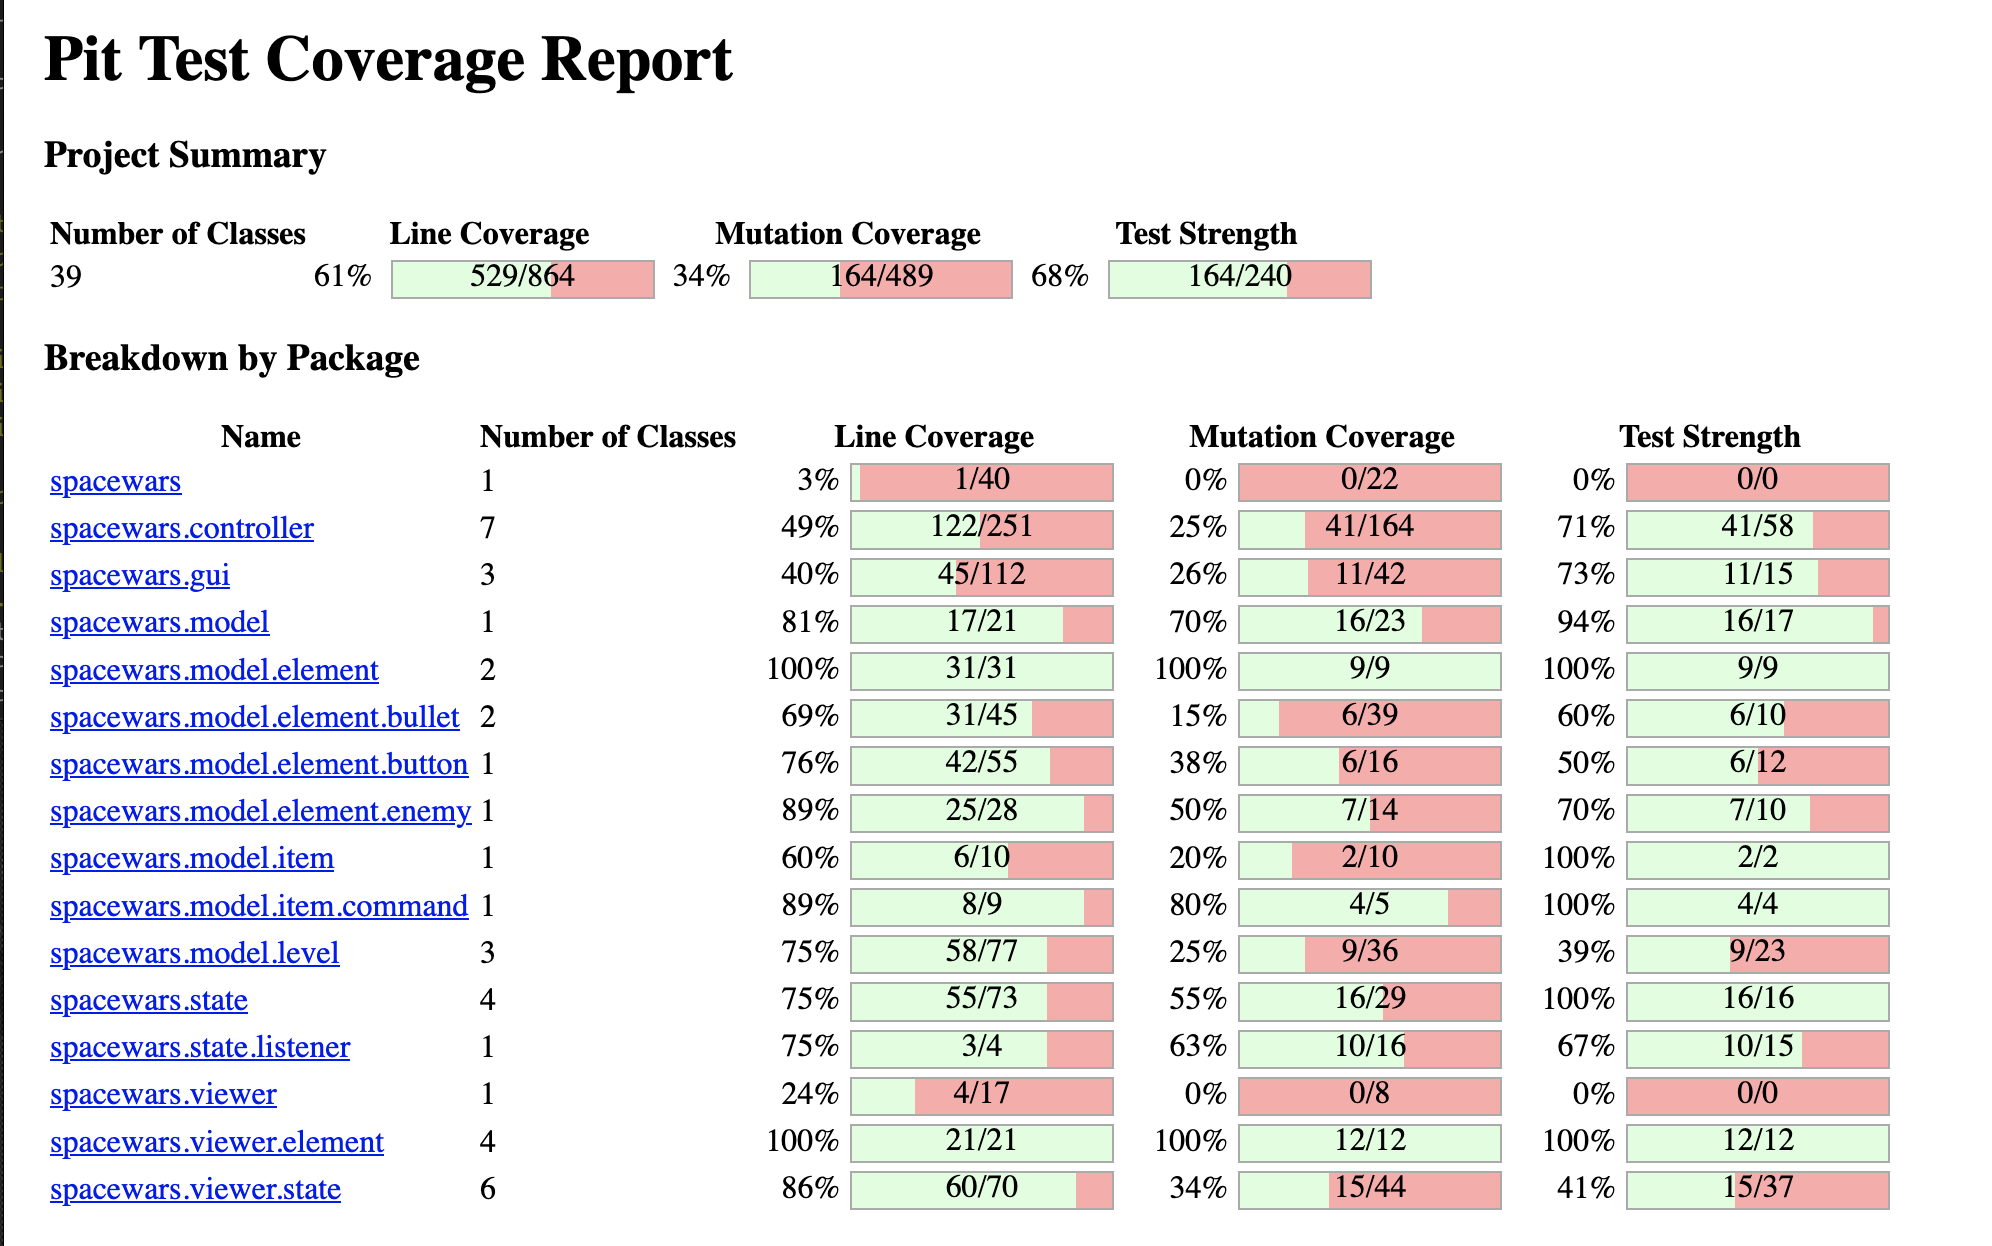 Pit Test Coverage Report
Project Summary
Number of Classes Line Coverage Mutation Coverage Test Strength
39 61% 529/864 34% 164/489 68% 164/240
Breakdown by Package
Name Number of Classes Line Coverage Mutation Coverage Test Strength
spacewars 1 3% 1/40 0% 0/22 0% 0/0
spacewars.controller 7 49% 122/251 25% 41/164 71% 41/58
spacewars.gui 3 40% 45/112 26% 11/42 73% 11/15
spacewars.model 1 81% 17/21 70% 16/23 94% 16/17
spacewars.model.element 2 100% 31/31 100% 9/9 100% 9/9
spacewars.model.element.bullet 2 69% 31/45 15% 6/39 60% 6/10
spacewars.model.element.button 1 76% 42/55 38% 6/16 50% 6/12
spacewars.model.element.enemy 1 89% 25/28 50% 7/14 70% 7/10
spacewars.model.item 1 60% 6/10 20% 2/10 100% 2/2
spacewars.model.item.command 1 89% 8/9 80% 4/5 100% 4/4
spacewars.model.level 3 75% 58/77 25% 9/36 39% 9/23
spacewars.state 4 75% 55/73 55% 16/29 100% 16/16
spacewars.state.listener 1 75% 3/4 63% 10/16 67% 10/15
spacewars.viewer 1 24% 4/17 0% 0/8 0% 0/0
spacewars.viewer.element 4 100% 21/21 100% 12/12 100% 12/12
spacewars.viewer.state 6 86% 60/70 34% 15/44 41% 15/37